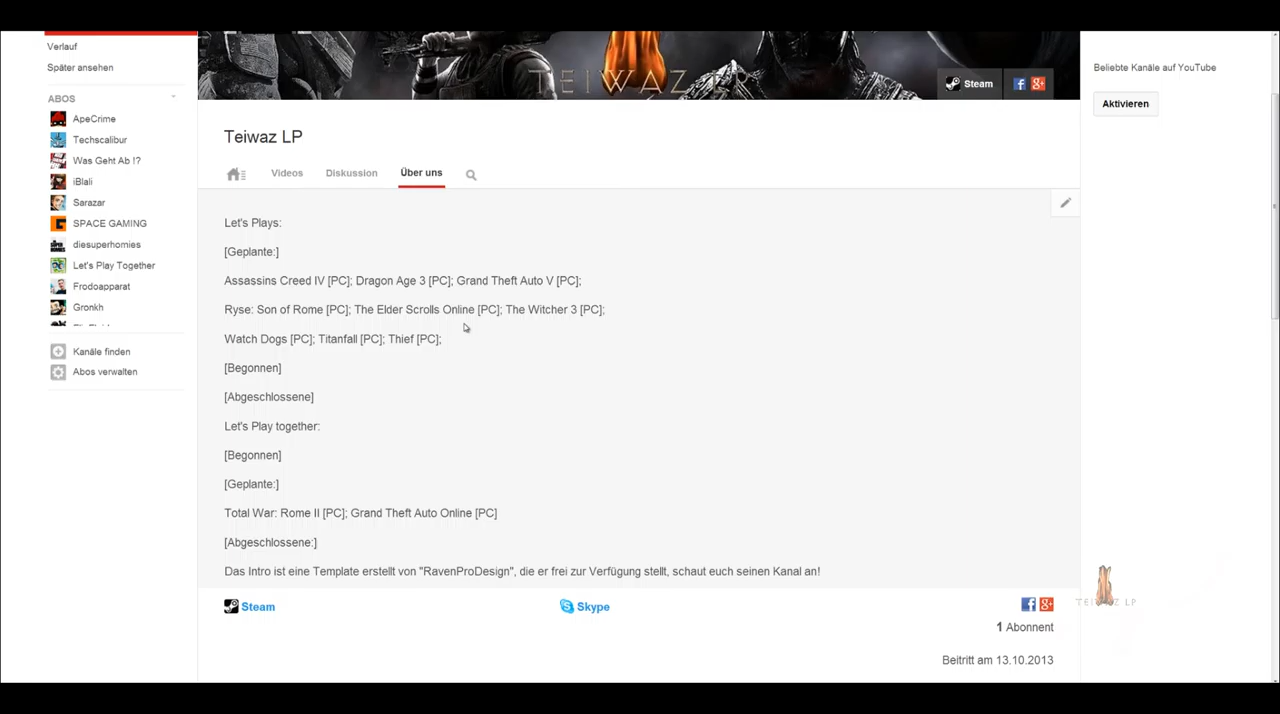 Verlauf
Später ansehen
ABOS
ApeCrime
Techscalibur
Was Geht Ab !?
iBlali
Sarazar
SPACE GAMING
diesuperhomies
Let's Play Together
Frodoapparat
Gronkh
Kanäle finden
Abos verwalten
TEIWAZ LP
Steam
Teiwaz LP
Videos Diskussion Über uns
Let's Plays:
[Geplante:]
Assassins Creed IV [PC]; Dragon Age 3 [PC]; Grand Theft Auto V [PC];
Ryse: Son of Rome [PC]; The Elder Scrolls Online [PC]; The Witcher 3 [PC];
Watch Dogs [PC]; Titanfall [PC]; Thief [PC];
[Begonnen]
[Abgeschlossene]
Let's Play together:
[Begonnen]
[Geplante:]
Total War: Rome II [PC]; Grand Theft Auto Online [PC]
[Abgeschlossene:]
Das Intro ist eine Template erstellt von "RavenProDesign", die er frei zur Verfügung stellt, schaut euch seinen Kanal an!
Steam Skype
1 Abonnent
Beitritt am 13.10.2013
Beliebte Kanäle auf YouTube
Aktivieren
TEIWAZ LP